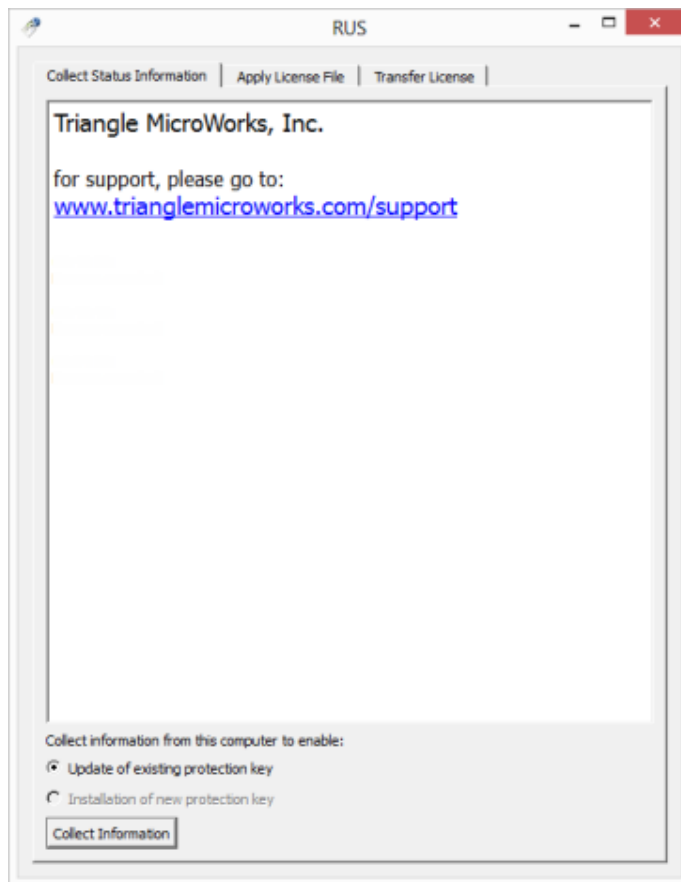 RUS
Collect Status Information
Apply License File
Transfer License
Triangle MicroWorks, Inc.
for support, please go to:
www.trianglemicroworks.com/support
Collect information from this computer to enable:
Update of existing protection key
Installation of new protection key
Collect Information